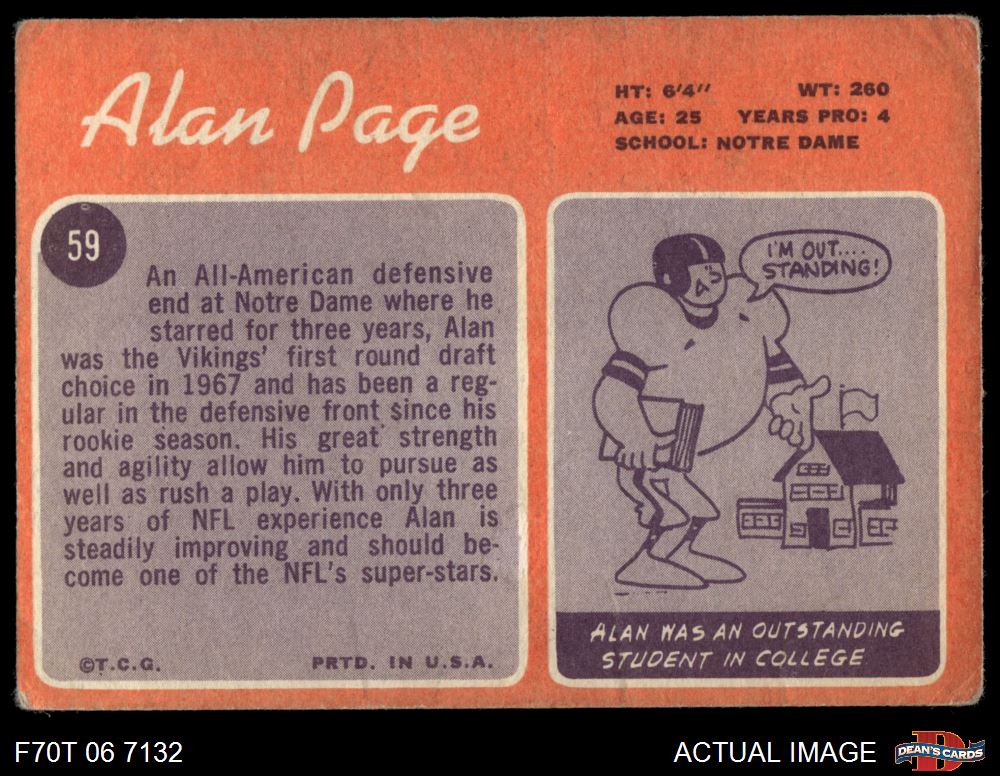 Alan Page
HT: 6'4"
WT: 260
AGE: 25
YEARS PRO: 4
SCHOOL: NOTRE DAME
59
An All-American defensive
end at Notre Dame where he
starred for three years, Alan
was the Vikings' first round draft
choice in 1967 and has been a reg-
ular in the defensive front since his
rookie season. His great strength
and agility allow him to pursue as
well as rush a play. With only three
years of NFL experience Alan is
steadily improving and should be-
come one of the NFL's super-stars.
©T.C.G.
PRTD. IN U.S.A.
I'M OUT....
STANDING!
ALAN WAS AN OUTSTANDING
STUDENT IN COLLEGE
F70T 06 7132
ACTUAL IMAGE
DEAN'S CARDS